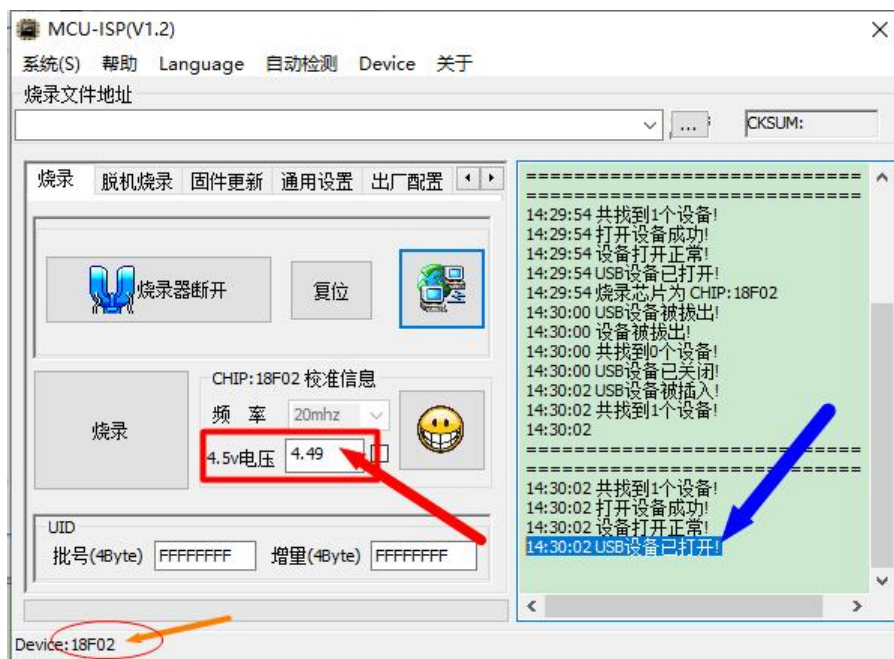 MCU-ISP(V1.2)
系统(S) 帮助 Language 自动检测 Device 关于
烧录文件地址
... CKSUM:
烧录 脱机烧录 固件更新 通用设置 出厂配置
烧录器断开 复位
CHIP:18F02 校准信息
频 率 20mhz
烧录
4.5v电压 4.49
UID
批号(4Byte) FFFFFFFF 增量(4Byte) FFFFFFFF
==============================
==============================
14:29:54 共找到1个设备!
14:29:54 打开设备成功!
14:29:54 设备打开正常!
14:29:54 USB设备已打开!
14:29:54 烧录芯片为 CHIP:18F02
14:30:00 USB设备被拔出!
14:30:00 设备被拔出!
14:30:00 共找到0个设备!
14:30:00 USB设备已关闭!
14:30:02 USB设备被插入!
14:30:02 共找到1个设备!
14:30:02
==============================
==============================
14:30:02 共找到1个设备!
14:30:02 打开设备成功!
14:30:02 设备打开正常!
14:30:02 USB设备已打开!
Device:18F02